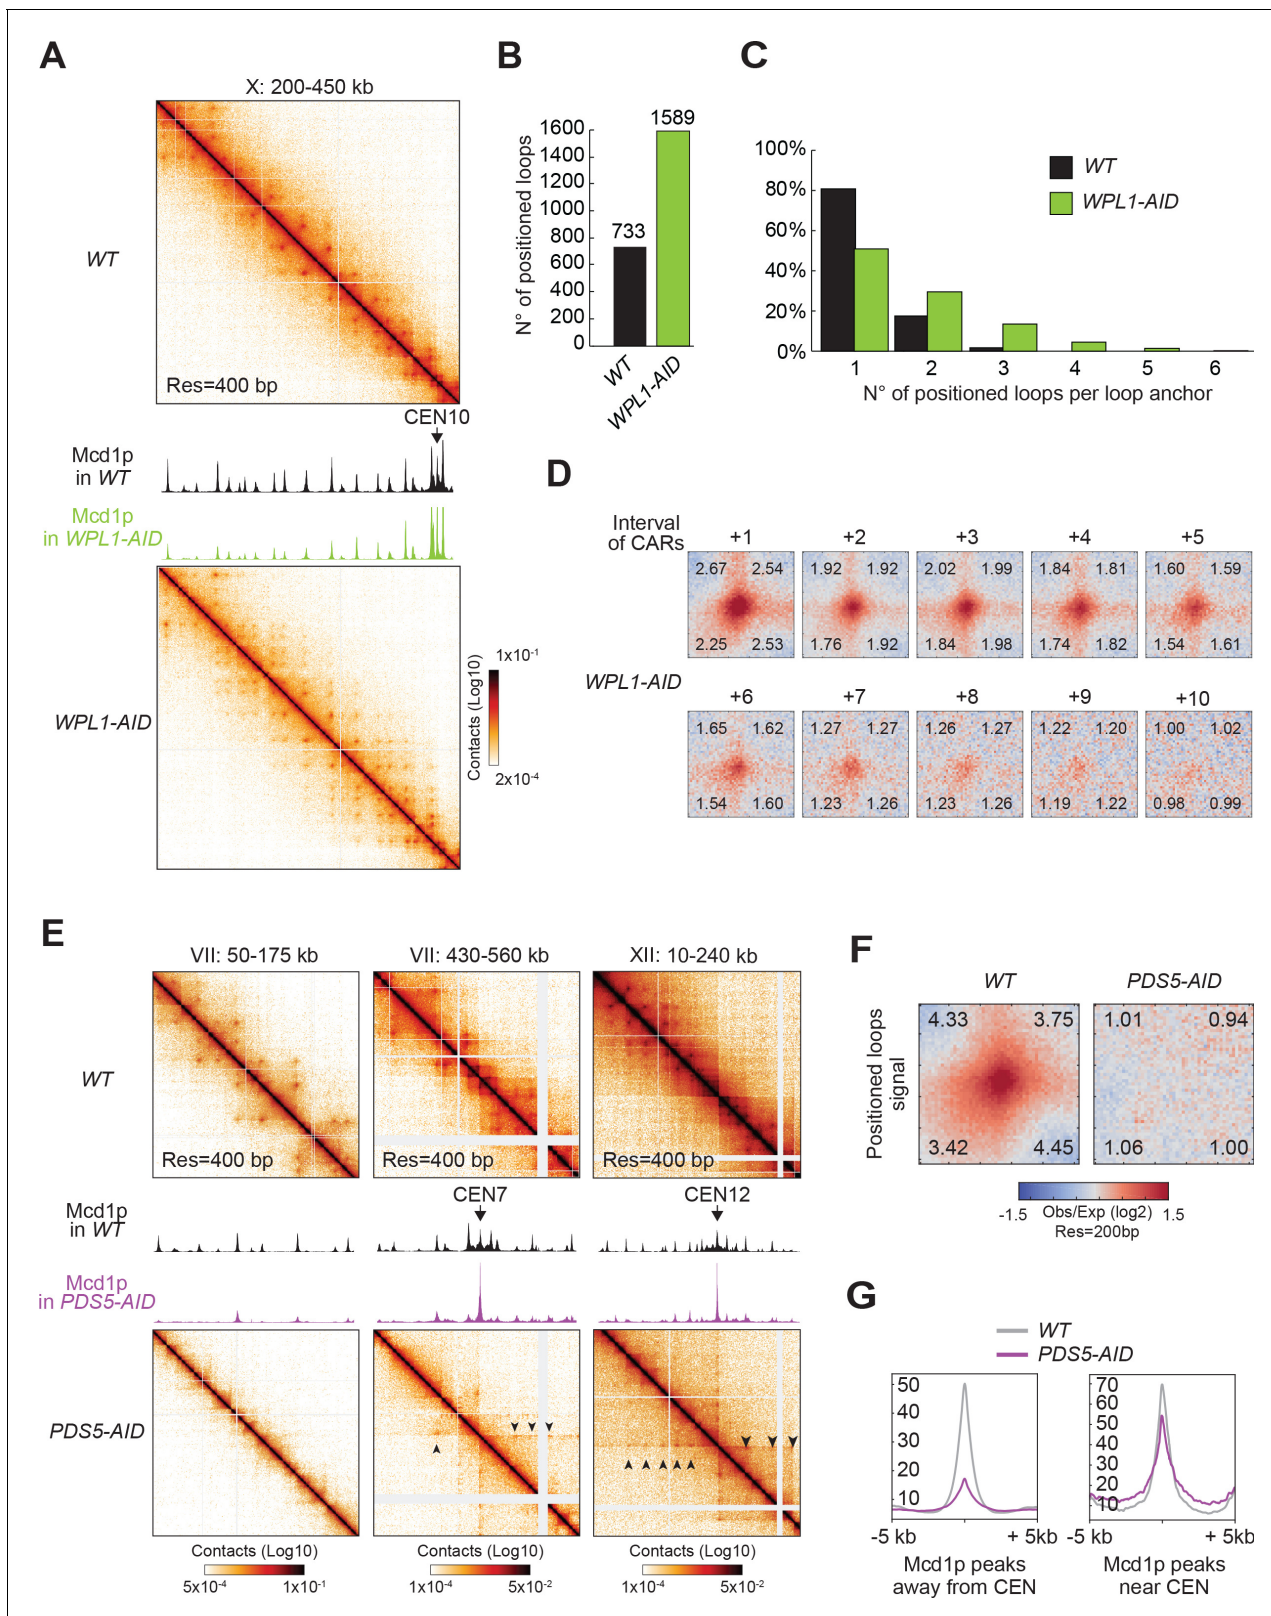 A
X: 200-450 kb
WT
Res=400 bp
CEN10
Mcd1p
in WT
Mcd1p
in WPL1-AID
WPL1-AID
Contacts (Log10)
1x10-1
2x10-4
B
N° of positioned loops
1600
1400
1200
1000
800
600
400
200
0
733
1589
WT
WPL1-AID
C
100%
80%
60%
40%
20%
0%
WT
WPL1-AID
1 2 3 4 5 6
N° of positioned loops per loop anchor
D
Interval
of CARs
+1 +2 +3 +4 +5
2.67 2.54 1.92 1.92 2.02 1.99 1.84 1.81 1.60 1.59
2.25 2.53 1.76 1.92 1.84 1.98 1.74 1.82 1.54 1.61
WPL1-AID
+6 +7 +8 +9 +10
1.65 1.62 1.27 1.27 1.26 1.27 1.22 1.20 1.00 1.02
1.54 1.60 1.23 1.26 1.23 1.26 1.19 1.22 0.98 0.99
E
VII: 50-175 kb VII: 430-560 kb XII: 10-240 kb
WT
Res=400 bp Res=400 bp Res=400 bp
CEN7 CEN12
Mcd1p
in WT
Mcd1p
in PDS5-AID
PDS5-AID
Contacts (Log10) Contacts (Log10) Contacts (Log10)
5x10-4 1x10-1 1x10-4 5x10-2 1x10-4 5x10-2
F
WT PDS5-AID
Positioned loops
signal
4.33 3.75 1.01 0.94
3.42 4.45 1.06 1.00
-1.5 Obs/Exp (log2) 1.5
Res=200bp
G
WT
PDS5-AID
50
40
30
20
10
-5 kb + 5kb
Mcd1p peaks
away from CEN
70
60
50
40
30
20
10
-5 kb + 5kb
Mcd1p peaks
near CEN